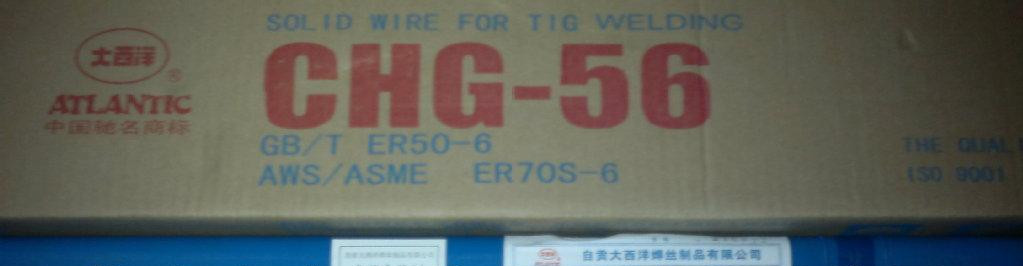 SOLID WIRE FOR TIG WELDING
大西洋
®
CHG-56
ATLANTIC
中国驰名商标
GB/T ER50-6
AWS/ASME ER70S-6
THE QUAL
ISO 9001
自贡大西洋焊丝制品有限公司
ATLANTIC